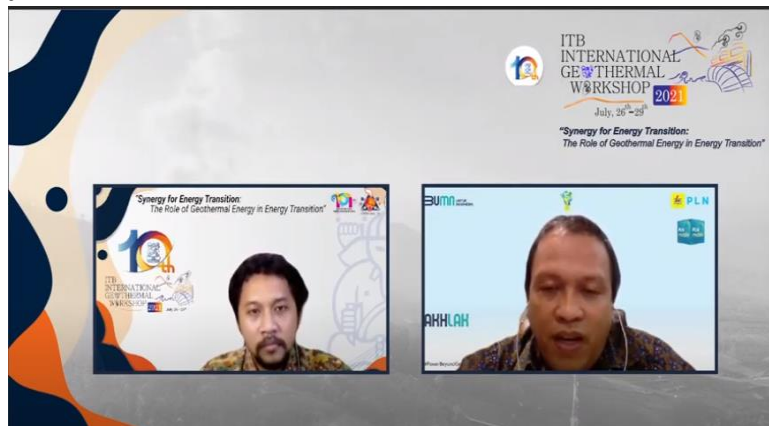 ITB
INTERNATIONAL
GEOTHERMAL
WORKSHOP
2021
July, 26th-29th
"Synergy for Energy Transition:
The Role of Geothermal Energy in Energy Transition"
"Synergy for Energy Transition:
The Role of Geothermal Energy in Energy Transition"
10th
ITB
INTERNATIONAL
GEOTHERMAL
WORKSHOP
2021
BUMN
PLN
AKHLAK